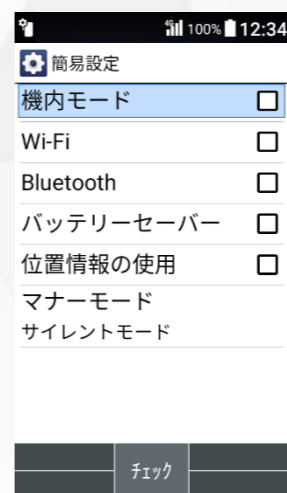 4G 100% 12:34
簡易設定
機内モード
Wi-Fi
Bluetooth
バッテリーセーバー
位置情報の使用
マナーモード
サイレントモード
ﾁｪｯｸ